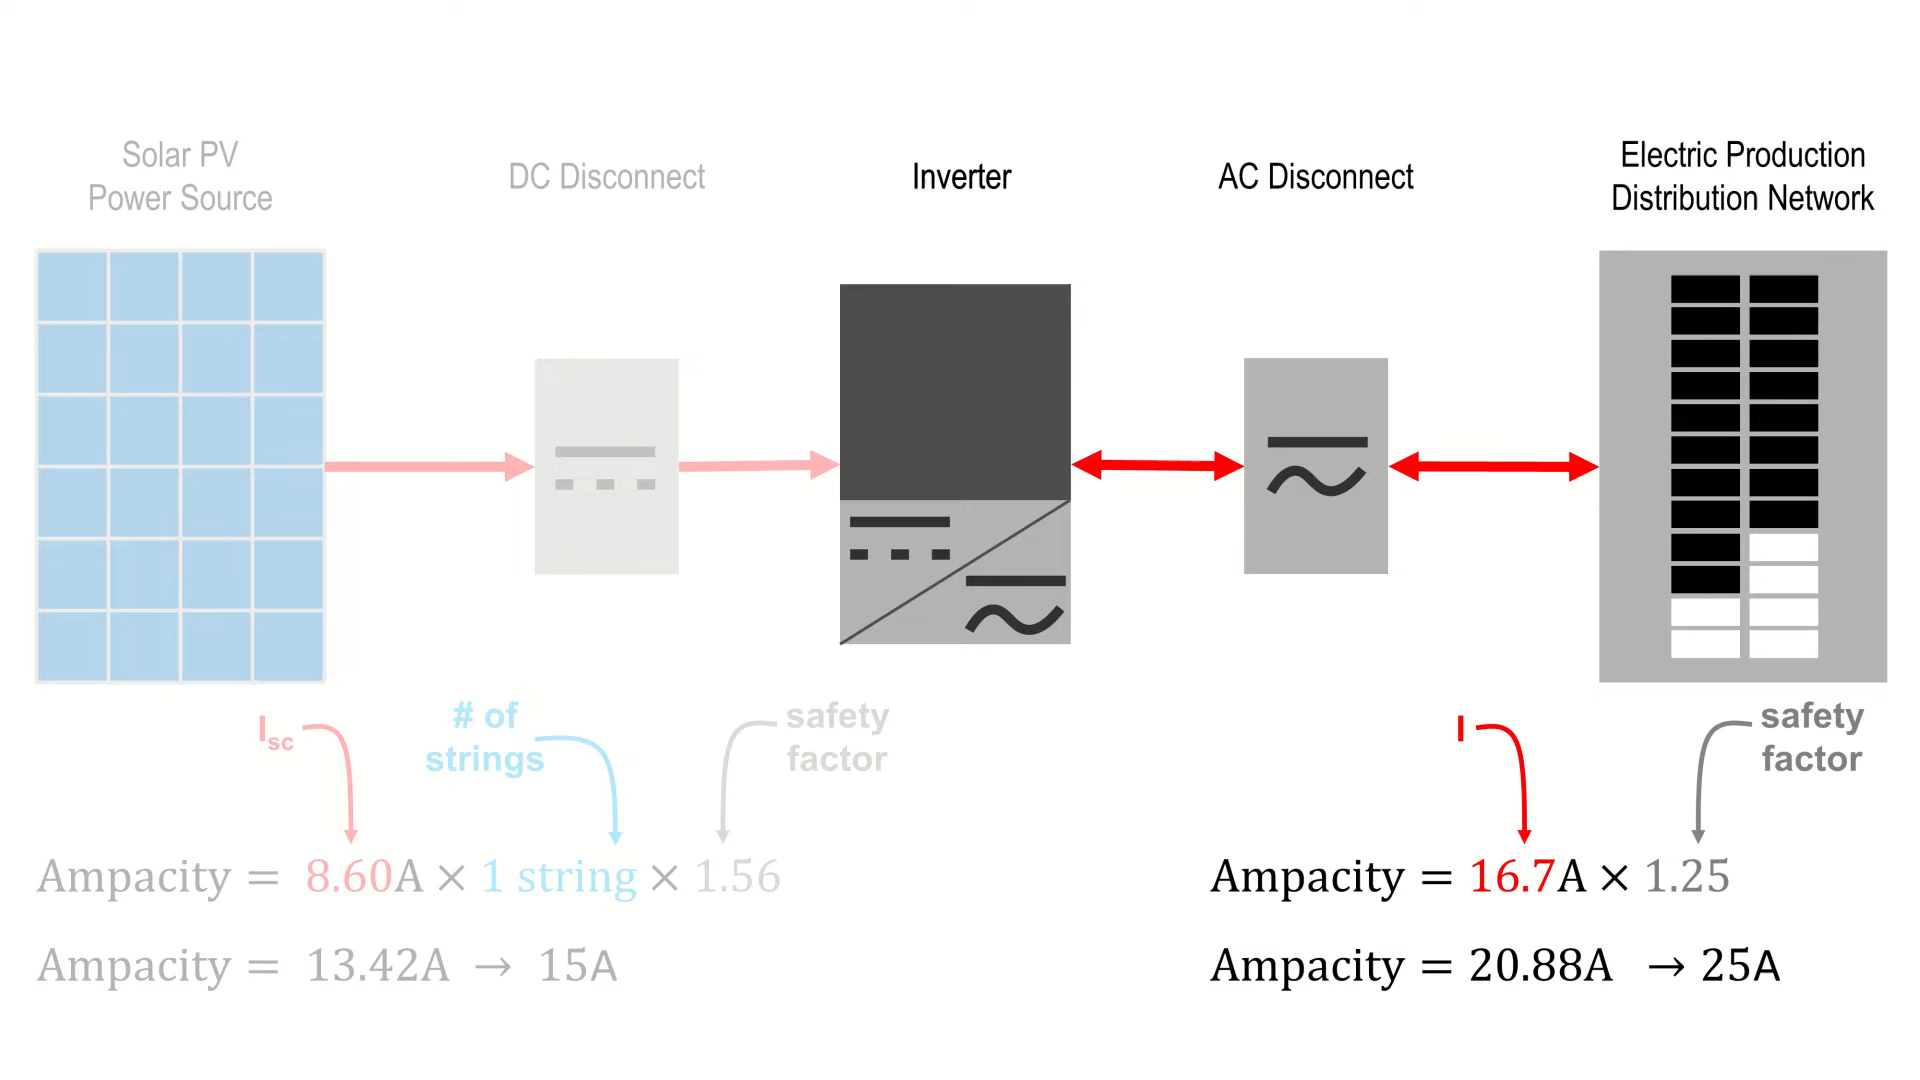 Solar PV
Power Source
DC Disconnect
Inverter
AC Disconnect
Electric Production
Distribution Network
Isc
# of
strings
safety
factor
I
safety
factor
Ampacity = 8.60A × 1 string × 1.56
Ampacity = 13.42A → 15A
Ampacity = 16.7A × 1.25
Ampacity = 20.88A → 25A